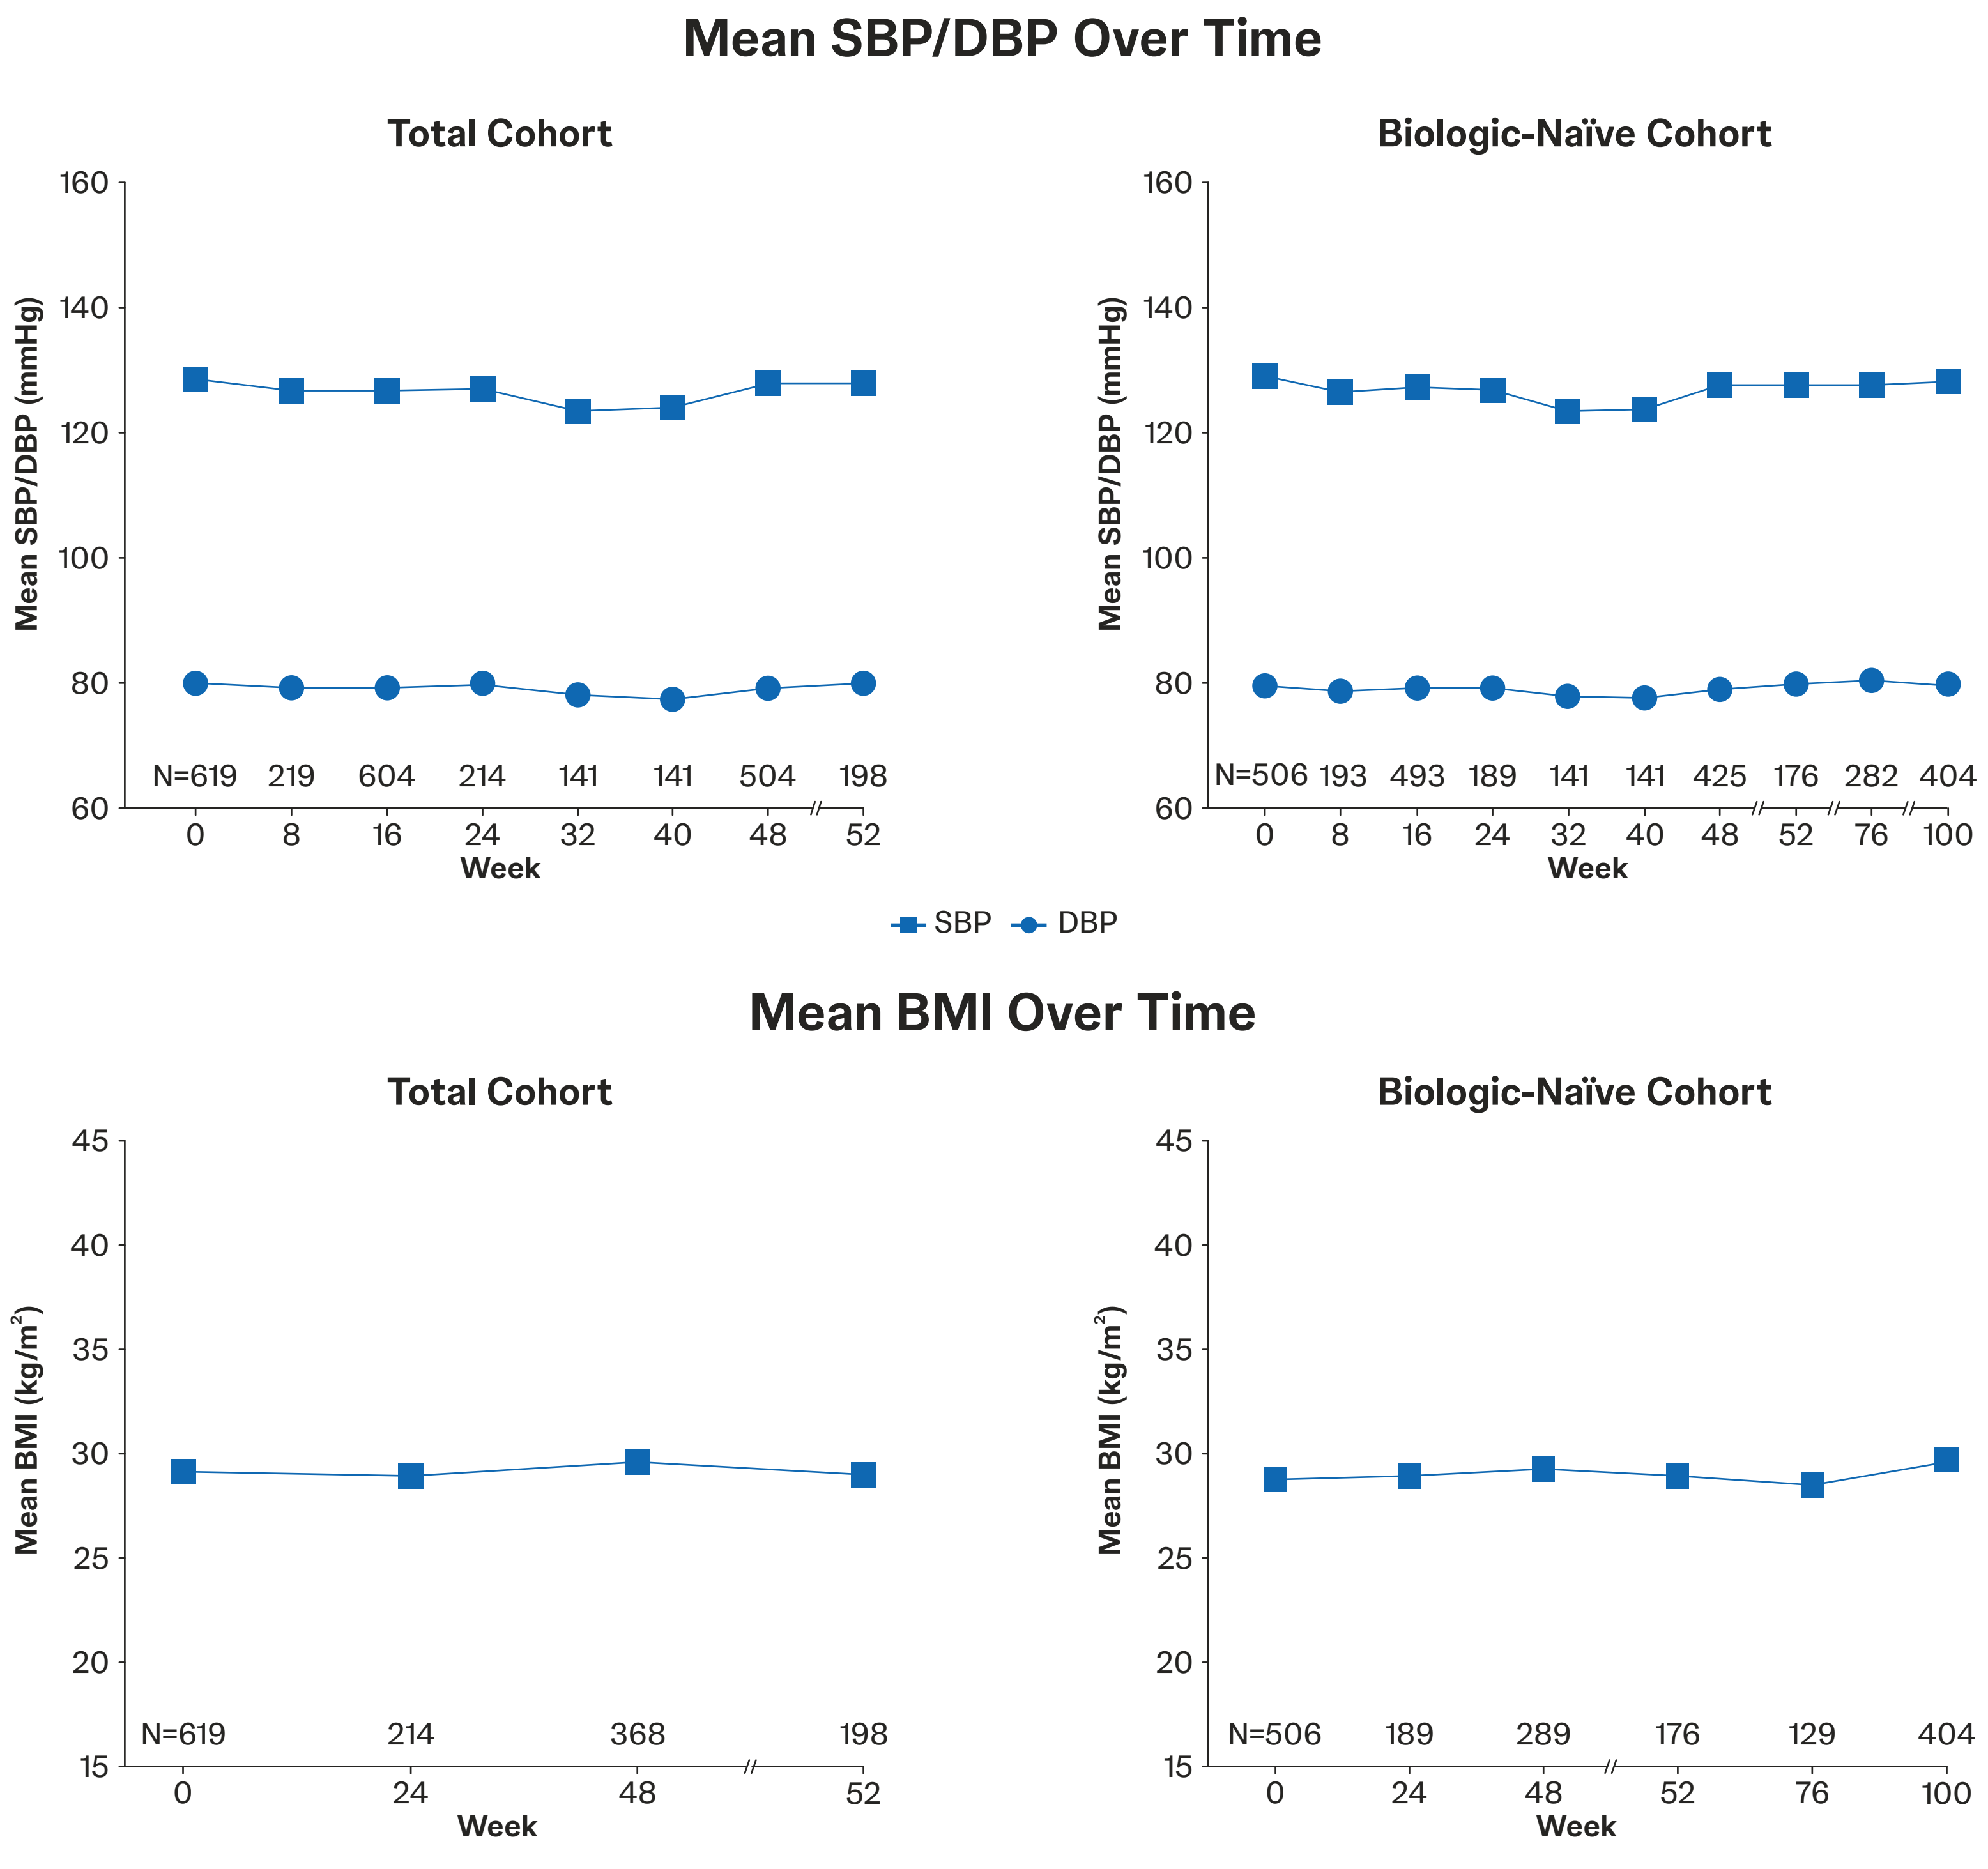 Mean SBP/DBP Over Time
Total Cohort
Mean SBP/DBP (mmHg)
160
140
120
100
80
60
N=619 219 604 214 141 141 504 198
0 8 16 24 32 40 48 52
Week
Biologic-Naïve Cohort
Mean SBP/DBP (mmHg)
160
140
120
100
80
60
N=506 193 493 189 141 141 425 176 282 404
0 8 16 24 32 40 48 52 76 100
Week
SBP DBP
Mean BMI Over Time
Total Cohort
Mean BMI (kg/m²)
45
40
35
30
25
20
15
N=619 214 368 198
0 24 48 52
Week
Biologic-Naïve Cohort
Mean BMI (kg/m²)
45
40
35
30
25
20
15
N=506 189 289 176 129 404
0 24 48 52 76 100
Week